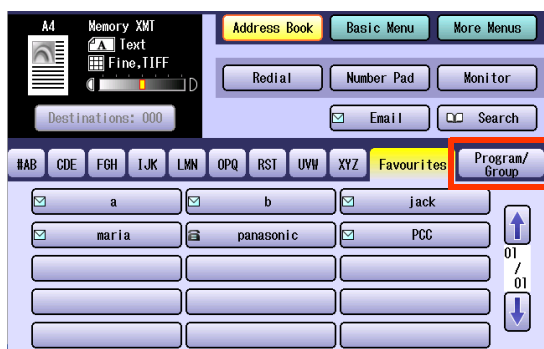 A4 Memory XMT
A Text
Fine,TIFF
D
Destinations: 000
Address Book Basic Menu More Menus
Redial Number Pad Monitor
Email Search
#AB CDE FGH IJK LMN OPQ RST UVW XYZ Favourites Program/
Group
a b jack
maria panasonic PCC
01
/
01